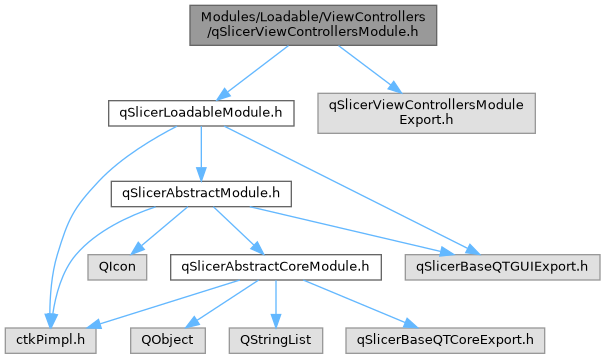 Modules/Loadable/ViewControllers
/qSlicerViewControllersModule.h
qSlicerLoadableModule.h
qSlicerViewControllersModule
Export.h
qSlicerAbstractModule.h
QIcon
qSlicerAbstractCoreModule.h
qSlicerBaseQTGUIExport.h
ctkPimpl.h
QObject
QStringList
qSlicerBaseQTCoreExport.h